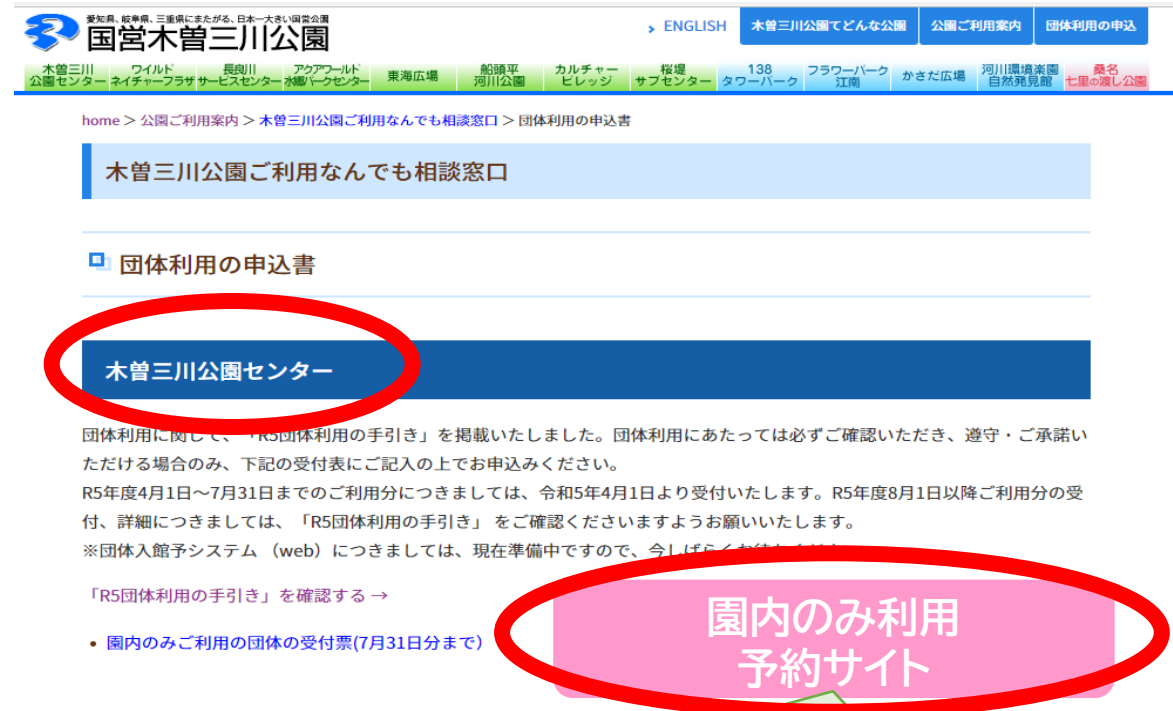 愛知県、岐阜県、三重県にまたがる、日本一大きい国営公園
国営木曽三川公園
ENGLISH
木曽三川公園てどんな公園
公園ご利用案内
団体利用の申込
木曽三川
公園センター
ワイルド
ネイチャープラザ
長良川
サービスセンター
アクアワールド
水郷パークセンター
東海広場
船頭平
河川公園
カルチャー
ビレッジ
桜堤
サブセンター
138
タワーパーク
フラワーパーク
江南
かさだ広場
河川環境楽園
自然発見館
桑名
七里の渡し公園
home > 公園ご利用案内 > 木曽三川公園ご利用なんでも相談窓口 > 団体利用の申込書
木曽三川公園ご利用なんでも相談窓口
団体利用の申込書
木曽三川公園センター
団体利用に関して、「R5団体利用の手引き」を掲載いたしました。団体利用にあたっては必ずご確認いただき、遵守・ご承諾い
ただける場合のみ、下記の受付表にご記入の上でお申込みください。
R5年度4月1日～7月31日までのご利用分につきましては、令和5年4月1日より受付いたします。R5年度8月1日以降ご利用分の受
付、詳細につきましては、「R5団体利用の手引き」 をご確認くださいますようお願いいたします。
※団体入館予システム （web）につきましては、現在準備中ですので、今しばらく
「R5団体利用の手引き」を確認する →
• 園内のみご利用の団体の受付票(7月31日分まで)
園内のみ利用
予約サイト